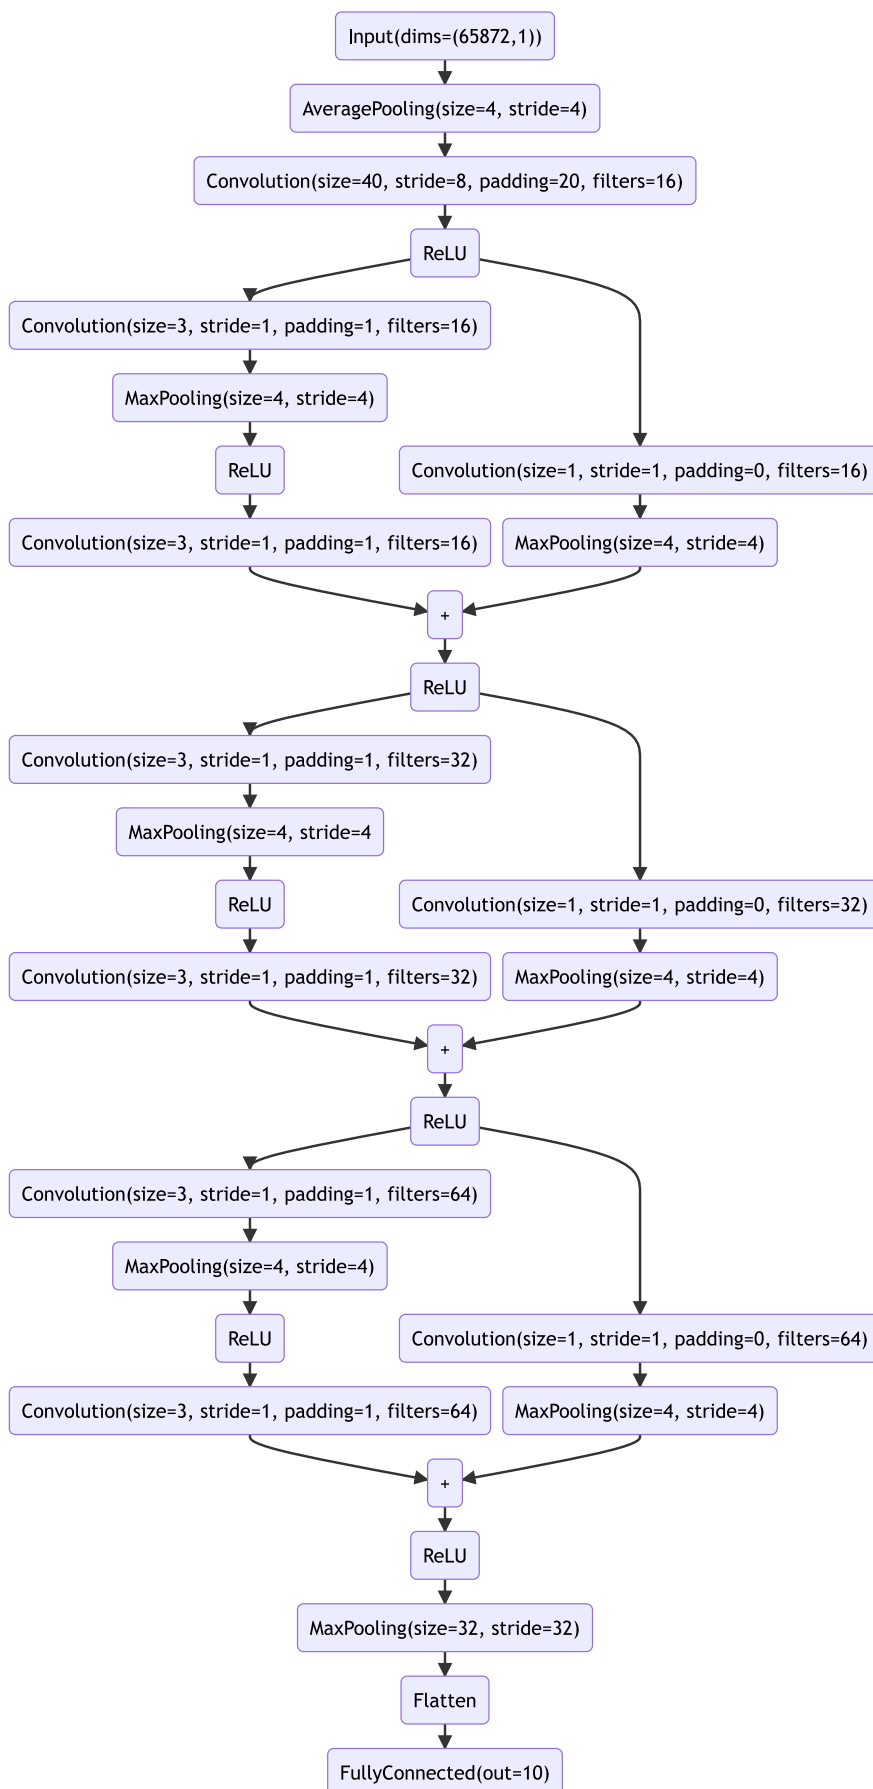 Input(dims=(65872,1))
AveragePooling(size=4, stride=4)
Convolution(size=40, stride=8, padding=20, filters=16)
ReLU
Convolution(size=3, stride=1, padding=1, filters=16)
MaxPooling(size=4, stride=4)
ReLU
Convolution(size=1, stride=1, padding=0, filters=16)
Convolution(size=3, stride=1, padding=1, filters=16)
MaxPooling(size=4, stride=4)
+
ReLU
Convolution(size=3, stride=1, padding=1, filters=32)
MaxPooling(size=4, stride=4
ReLU
Convolution(size=1, stride=1, padding=0, filters=32)
Convolution(size=3, stride=1, padding=1, filters=32)
MaxPooling(size=4, stride=4)
+
ReLU
Convolution(size=3, stride=1, padding=1, filters=64)
MaxPooling(size=4, stride=4)
ReLU
Convolution(size=1, stride=1, padding=0, filters=64)
Convolution(size=3, stride=1, padding=1, filters=64)
MaxPooling(size=4, stride=4)
+
ReLU
MaxPooling(size=32, stride=32)
Flatten
FullyConnected(out=10)